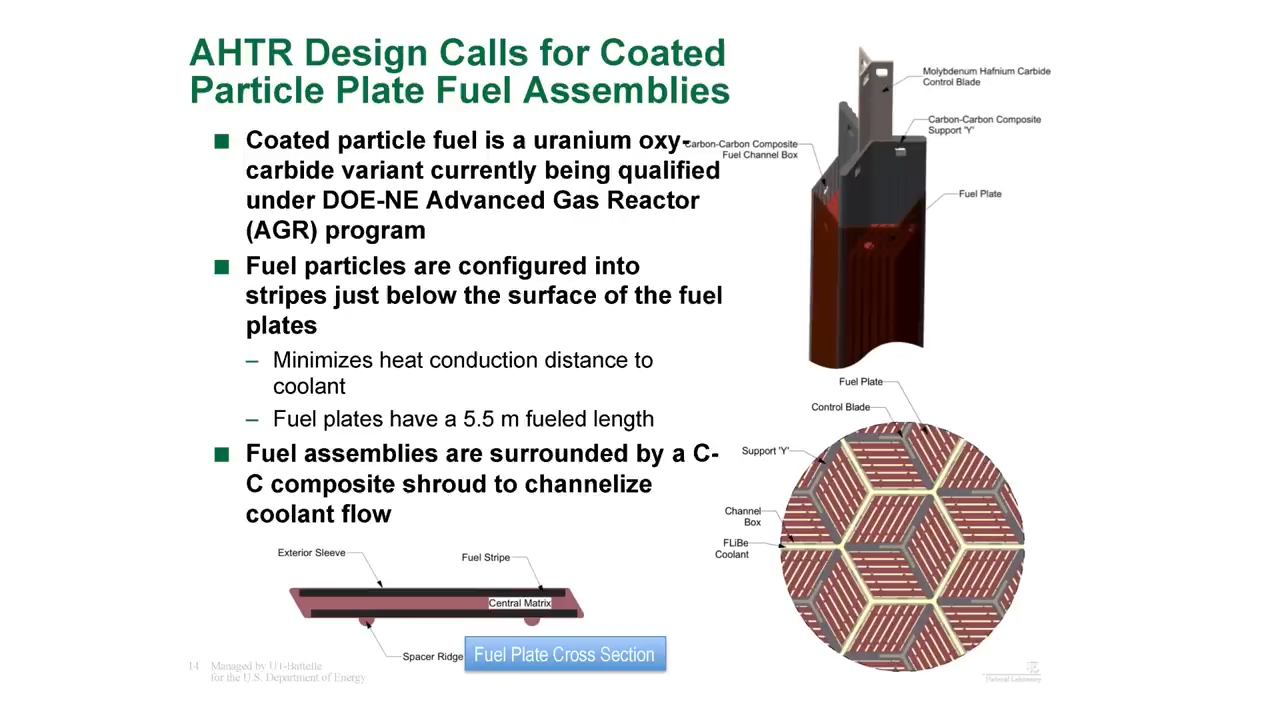 AHTR Design Calls for Coated
Particle Plate Fuel Assemblies
Coated particle fuel is a uranium oxy-
carbide variant currently being qualified
under DOE-NE Advanced Gas Reactor
(AGR) program
Fuel particles are configured into
stripes just below the surface of the fuel
plates
– Minimizes heat conduction distance to
coolant
– Fuel plates have a 5.5 m fueled length
Fuel assemblies are surrounded by a C-
C composite shroud to channelize
coolant flow
Molybdenum Hafnium Carbide
Control Blade
Carbon-Carbon Composite
Support 'Y'
Carbon-Carbon Composite
Fuel Channel Box
Fuel Plate
Fuel Plate
Control Blade
Support 'Y'
Channel
Box
FLiBe
Coolant
Exterior Sleeve
Fuel Stripe
Central Matrix
Spacer Ridge
Fuel Plate Cross Section
14 Managed by UT-Battelle
for the U.S. Department of Energy
National Laboratory